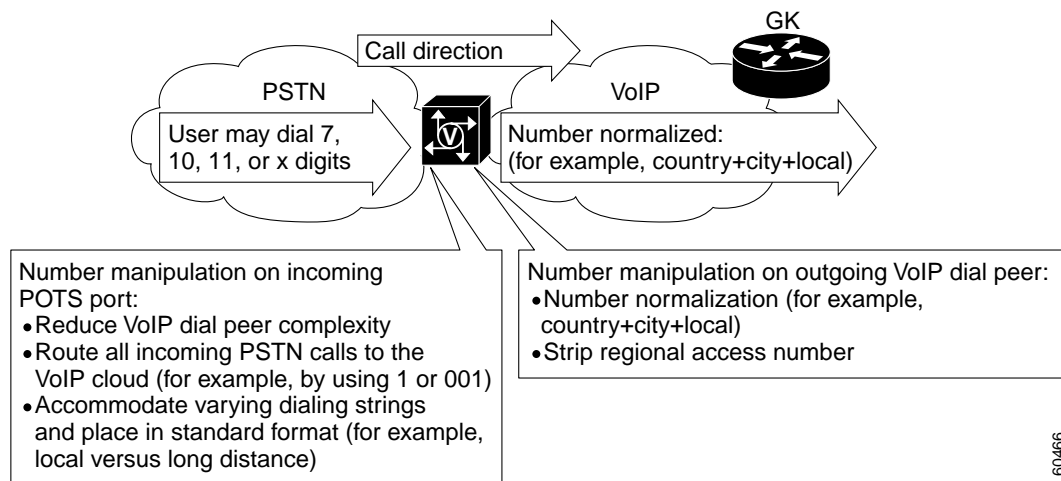 GK
Call direction
PSTN
VoIP
User may dial 7,
10, 11, or x digits
V
Number normalized:
(for example, country+city+local)
Number manipulation on incoming
POTS port:
•Reduce VoIP dial peer complexity
•Route all incoming PSTN calls to the
VoIP cloud (for example, by using 1 or 001)
•Accommodate varying dialing strings
and place in standard format (for example,
local versus long distance)
Number manipulation on outgoing VoIP dial peer:
•Number normalization (for example,
country+city+local)
•Strip regional access number
60466